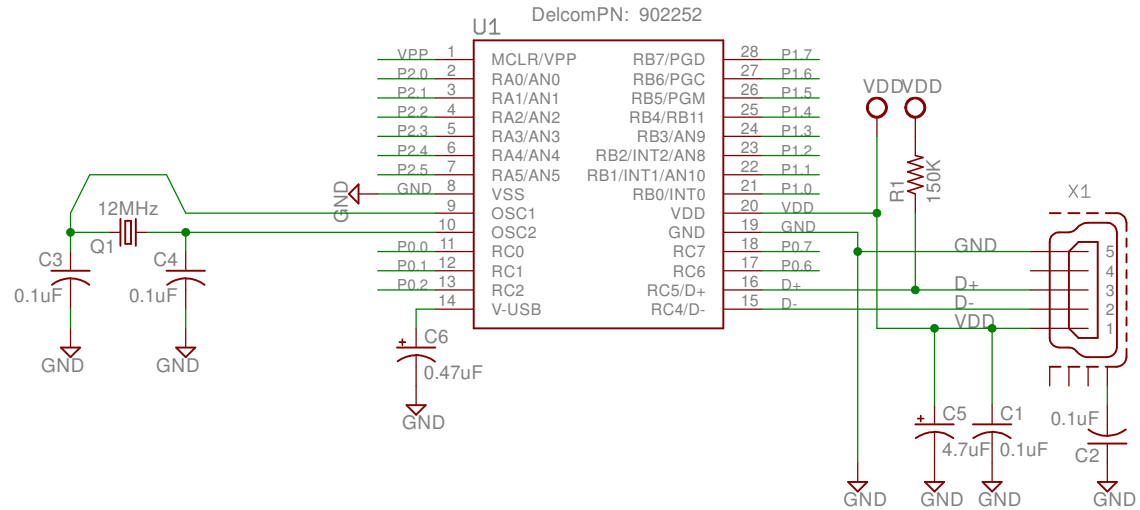 DelcomPN: 902252
U1
VPP 1 MCLR/VPP RB7/PGD 28 P1.7
P2.0 2 RA0/AN0 RB6/PGC 27 P1.6
P2.1 3 RA1/AN1 RB5/PGM 26 P1.5
P2.2 4 RA2/AN2 RB4/RB11 25 P1.4
P2.3 5 RA3/AN3 RB3/AN9 24 P1.3
P2.4 6 RA4/AN4 RB2/INT2/AN8 23 P1.2
P2.5 7 RA5/AN5 RB1/INT1/AN10 22 P1.1
GND GND 8 VSS RB0/INT0 21 P1.0
9 OSC1 VDD 20 VDD
10 OSC2 GND 19 GND
P0.0 11 RC0 RC7 18 P0.7
P0.1 12 RC1 RC6 17 P0.6
P0.2 13 RC2 RC5/D+ 16 D+
14 V-USB RC4/D- 15 D-
12MHz
Q1
C3
0.1uF
C4
0.1uF
GND
GND
C6
+
0.47uF
GND
VDD
VDD
R1
150K
X1
GND 5
4
D+ 3
D- 2
VDD 1
C5
+
4.7uF
C1
0.1uF
0.1uF
C2
GND
GND
GND
GND